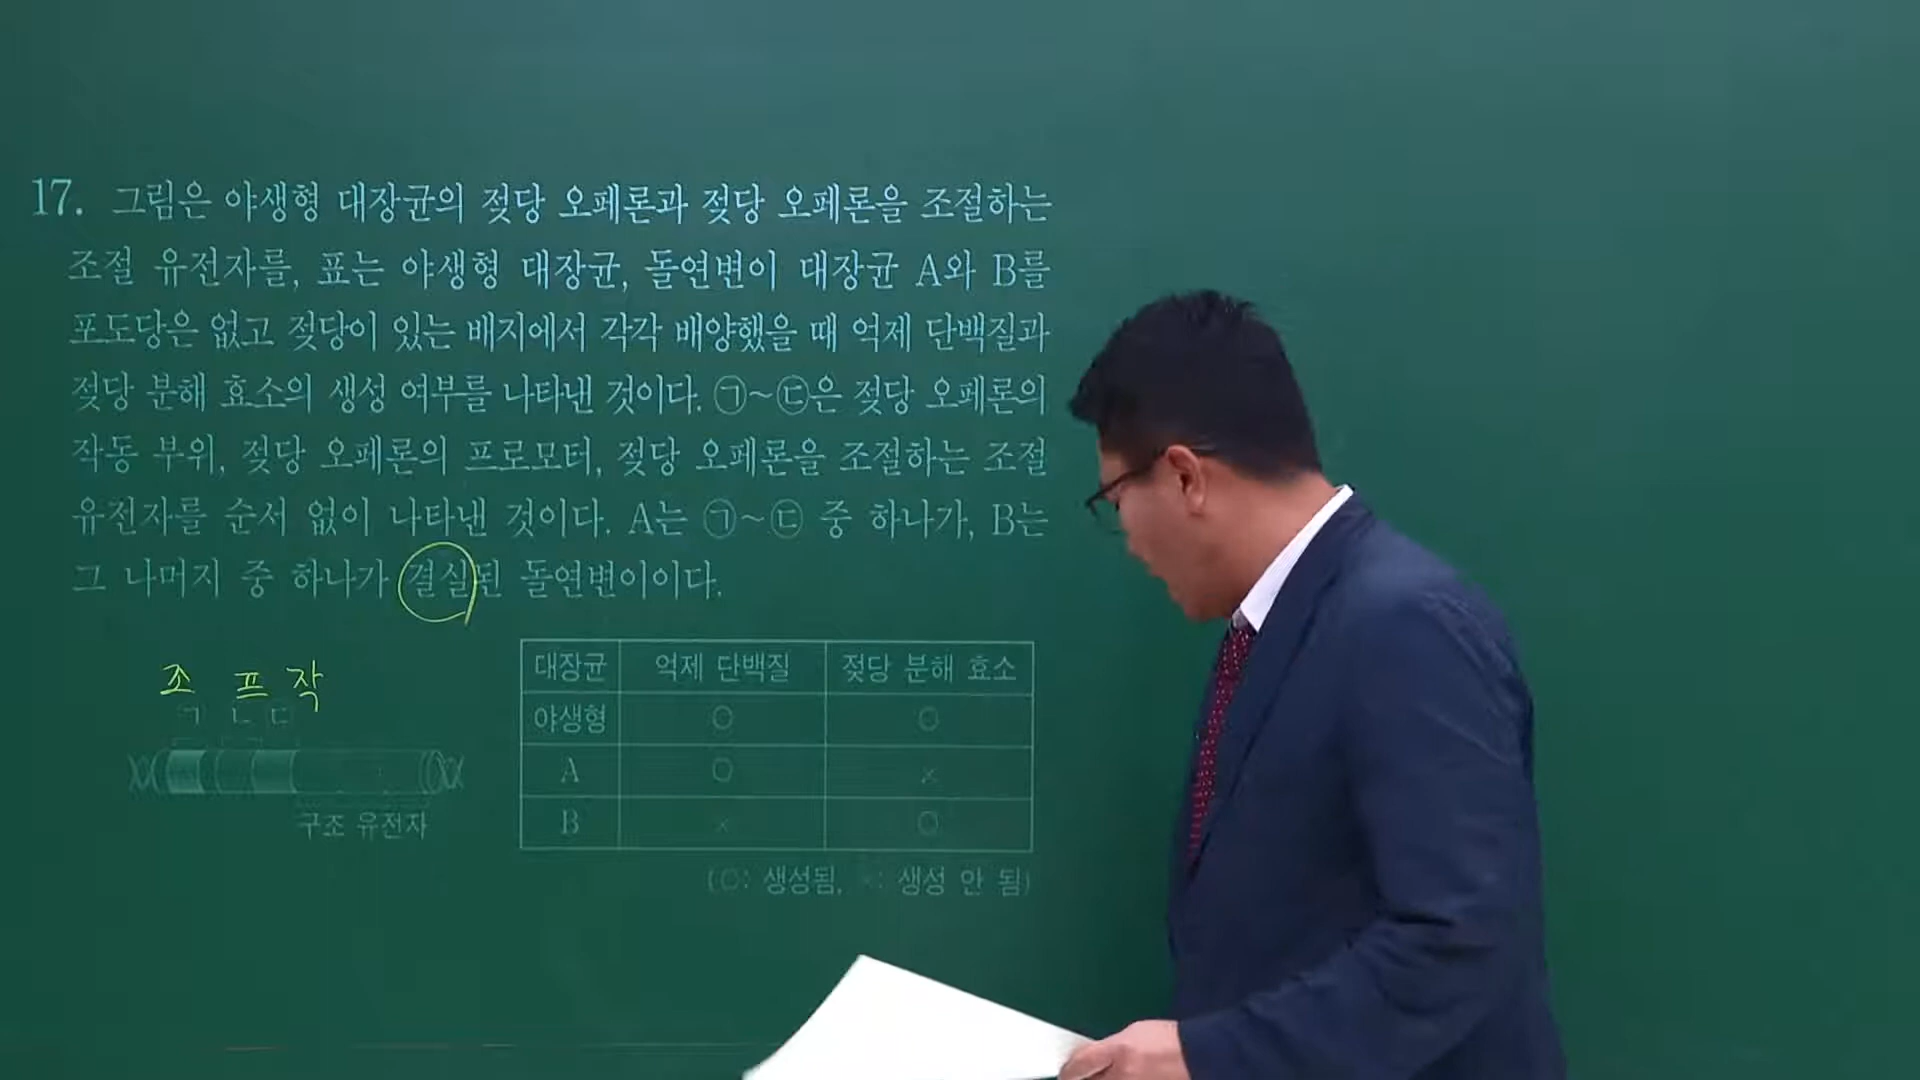 17. 그림은 야생형 대장균의 젖당 오페론과 젖당 오페론을 조절하는
조절 유전자를, 표는 야생형 대장균, 돌연변이 대장균 A와 B를
포도당은 없고 젖당이 있는 배지에서 각각 배양했을 때 억제 단백질과
젖당 분해 효소의 생성 여부를 나타낸 것이다. ㉠~㉢은 젖당 오페론의
작동 부위, 젖당 오페론의 프로모터, 젖당 오페론을 조절하는 조절
유전자를 순서 없이 나타낸 것이다. A는 ㉠~㉢ 중 하나가, B는
그 나머지 중 하나가 결실된 돌연변이이다.
조 프 작
ㄱ ㄴ ㄷ
구조 유전자
대장균 억제 단백질 젖당 분해 효소
야생형 ○ ○
A ○ ×
B × ○
(○: 생성됨, ×: 생성 안 됨)